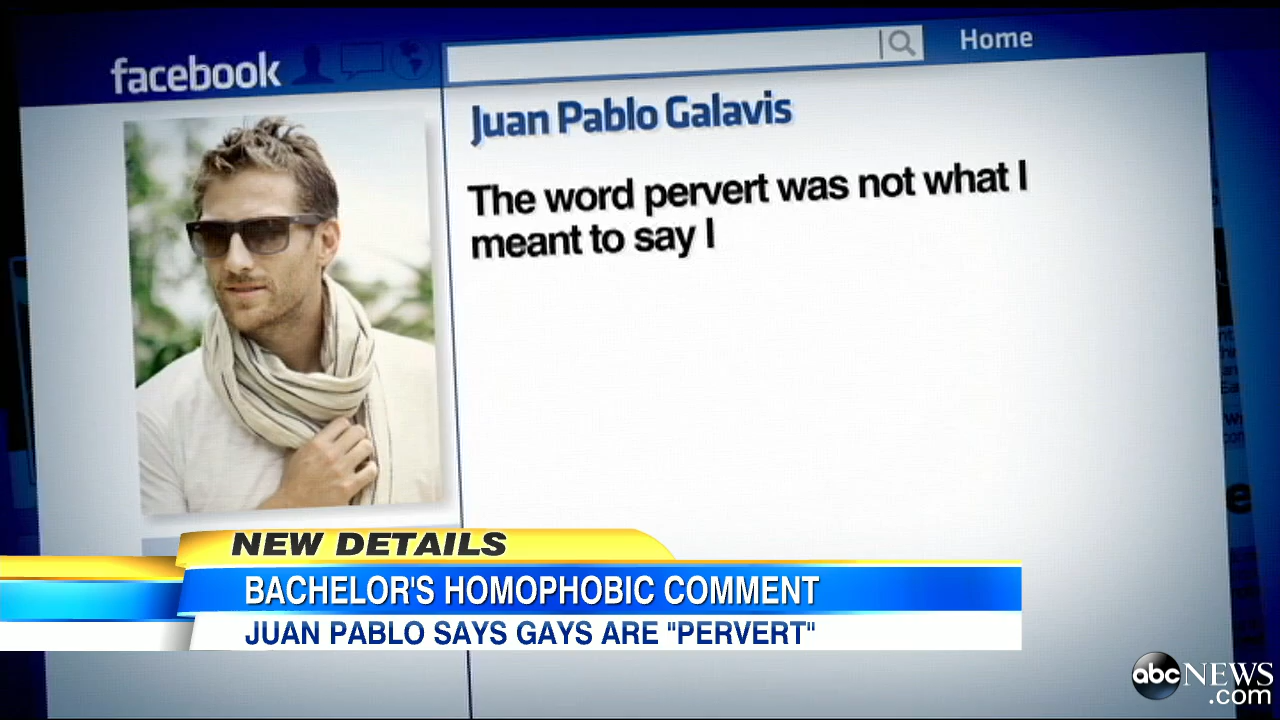 facebook
Home
Juan Pablo Galavis
The word pervert was not what I
meant to say I
NEW DETAILS
BACHELOR'S HOMOPHOBIC COMMENT
JUAN PABLO SAYS GAYS ARE "PERVERT"
abc NEWS
.com